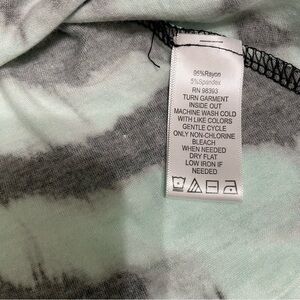 95%Rayon
5%Spandex
RN 96393
TURN GARMENT
INSIDE OUT
MACHINE WASH COLD
WITH LIKE COLORS
GENTLE CYCLE
ONLY NON-CHLORINE
BLEACH
WHEN NEEDED
DRY FLAT
LOW IRON IF
NEEDED